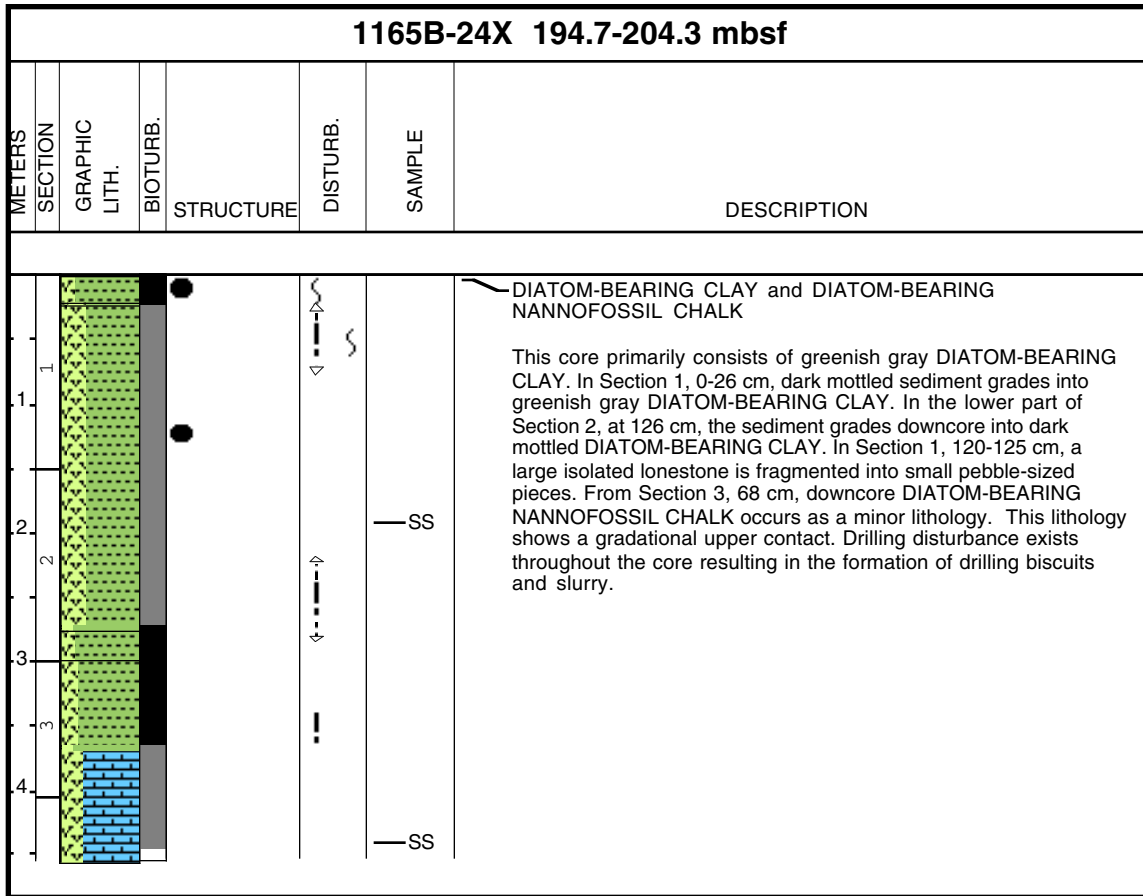 1165B-24X 194.7-204.3 mbsf
METERS
SECTION
GRAPHIC
LITH.
BIOTURB.
STRUCTURE
DISTURB.
SAMPLE
DESCRIPTION
1
1
2
2
3
3
4
SS
SS
DIATOM-BEARING CLAY and DIATOM-BEARING
NANNOFOSSIL CHALK
This core primarily consists of greenish gray DIATOM-BEARING
CLAY. In Section 1, 0-26 cm, dark mottled sediment grades into
greenish gray DIATOM-BEARING CLAY. In the lower part of
Section 2, at 126 cm, the sediment grades downcore into dark
mottled DIATOM-BEARING CLAY. In Section 1, 120-125 cm, a
large isolated lonestone is fragmented into small pebble-sized
pieces. From Section 3, 68 cm, downcore DIATOM-BEARING
NANNOFOSSIL CHALK occurs as a minor lithology. This lithology
shows a gradational upper contact. Drilling disturbance exists
throughout the core resulting in the formation of drilling biscuits
and slurry.